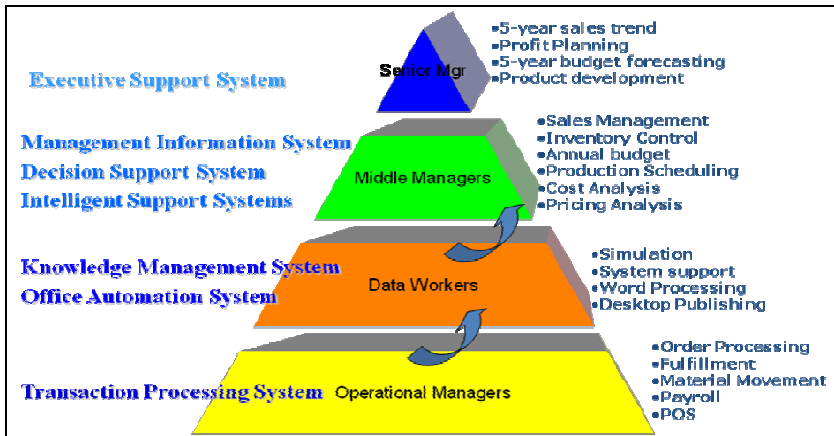 •5-year sales trend
•Profit Planning
•5-year budget forecasting
•Product development
Senior Mgr
Executive Support System
•Sales Management
•Inventory Control
•Annual budget
•Production Scheduling
•Cost Analysis
•Pricing Analysis
Management Information System
Decision Support System
Intelligent Support Systems
Middle Managers
•Simulation
•System support
•Word Processing
•Desktop Publishing
Knowledge Management System
Office Automation System
Data Workers
•Order Processing
•Fulfillment
•Material Movement
•Payroll
•POS
Transaction Processing System
Operational Managers